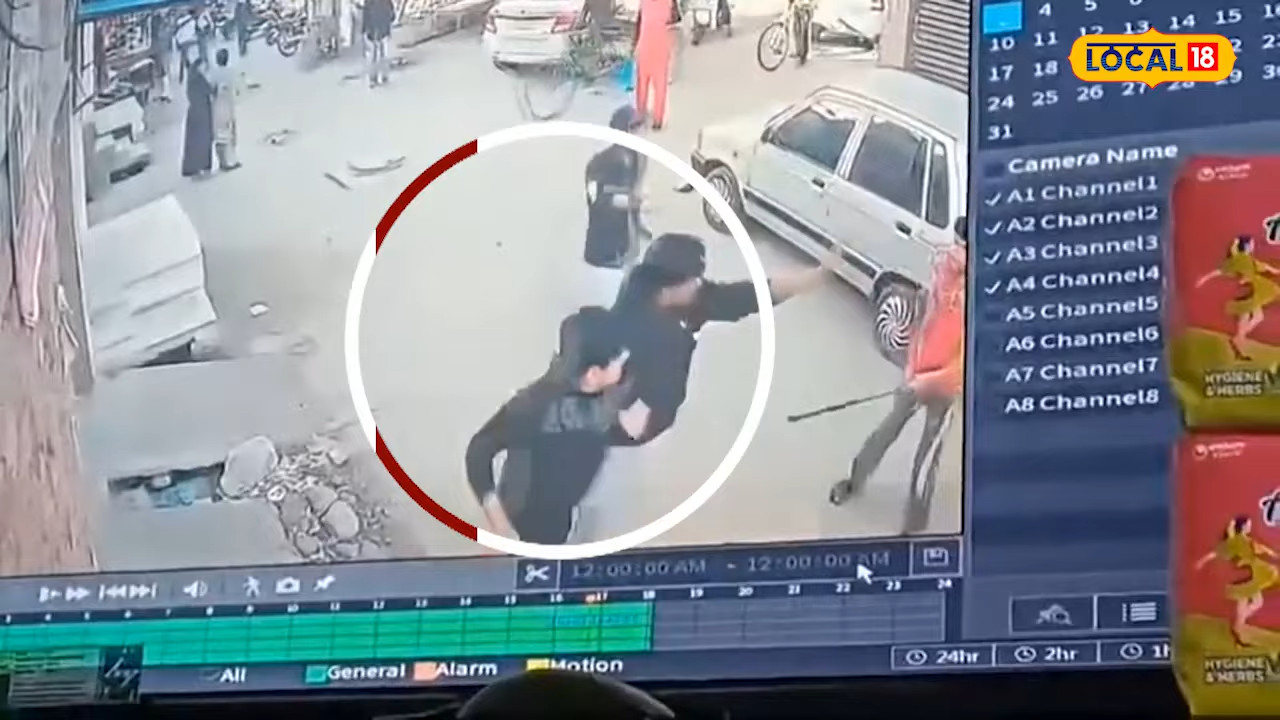 LOCAL 18
4 5 6
10 11 12 13 14 15
17 18
24 25 26 27 28 29
31
Camera Name
A1 Channel1
A2 Channel2
A3 Channel3
A4 Channel4
A5 Channel5
A6 Channel6
A7 Channel7
A8 Channel8
HYGIENE
& HERBS
12:00:00 AM - 12:00:00 AM
16 17 18 19 20 21 22 23 24
24hr 2hr
All General Alarm Motion
HYGIENE
& HERBS